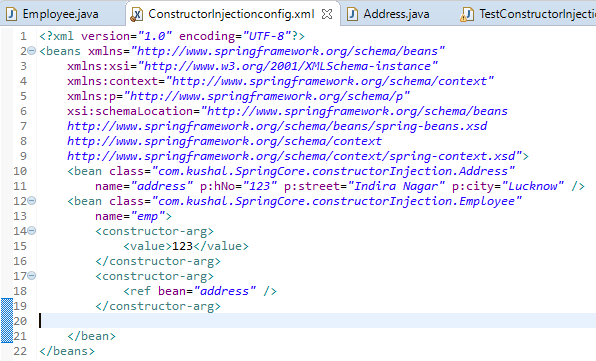 Employee.java
ConstructorInjectionconfig.xml
Address.java
TestConstructorInjecti
1 <?xml version="1.0" encoding="UTF-8"?>
2 <beans xmlns="http://www.springframework.org/schema/beans"
3 xmlns:xsi="http://www.w3.org/2001/XMLSchema-instance"
4 xmlns:context="http://www.springframework.org/schema/context"
5 xmlns:p="http://www.springframework.org/schema/p"
6 xsi:schemaLocation="http://www.springframework.org/schema/beans
7 http://www.springframework.org/schema/beans/spring-beans.xsd
8 http://www.springframework.org/schema/context
9 http://www.springframework.org/schema/context/spring-context.xsd">
10 <bean class="com.kushal.SpringCore.constructorInjection.Address"
11 name="address" p:hNo="123" p:street="Indira Nagar" p:city="Lucknow" />
12 <bean class="com.kushal.SpringCore.constructorInjection.Employee"
13 name="emp">
14 <constructor-arg>
15 <value>123</value>
16 </constructor-arg>
17 <constructor-arg>
18 <ref bean="address" />
19 </constructor-arg>
20
21 </bean>
22 </beans>